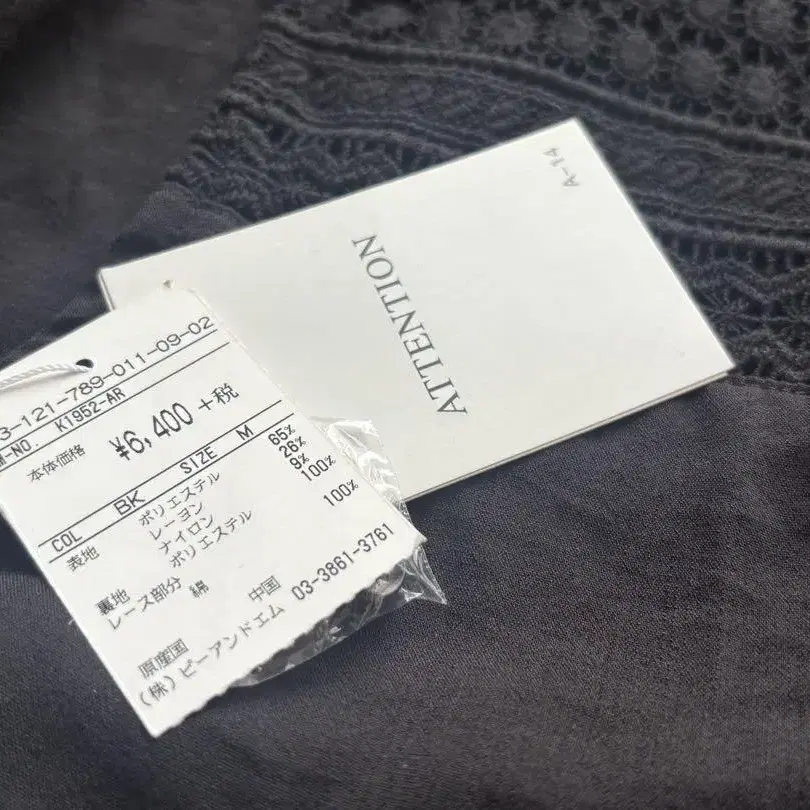 3-121-789-011-09-02
M-NO. K1952-AR
本体価格 ¥6,400 +税
COL BK SIZE M
表地 ポリエステル 65%
レーヨン 26%
ナイロン 9%
裏地 ポリエステル 100%
レース部分 綿 100%
原産国 中国
(株)ビーアンドエム 03-3861-3761
ATTENTION
A-14